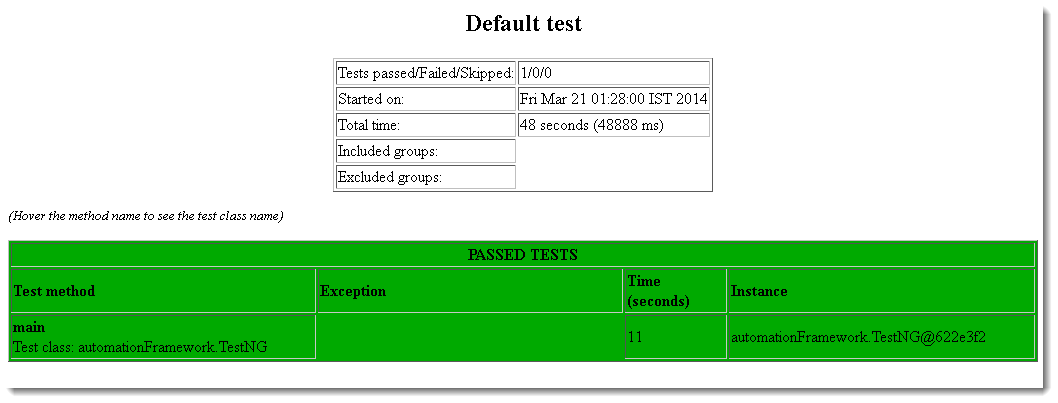 Default test
Tests passed/Failed/Skipped: 1/0/0
Started on: Fri Mar 21 01:28:00 IST 2014
Total time: 48 seconds (48888 ms)
Included groups:
Excluded groups:
(Hover the method name to see the test class name)
PASSED TESTS
Test method Exception Time (seconds) Instance
main
Test class: automationFramework.TestNG 11 automationFramework.TestNG@622e3f2